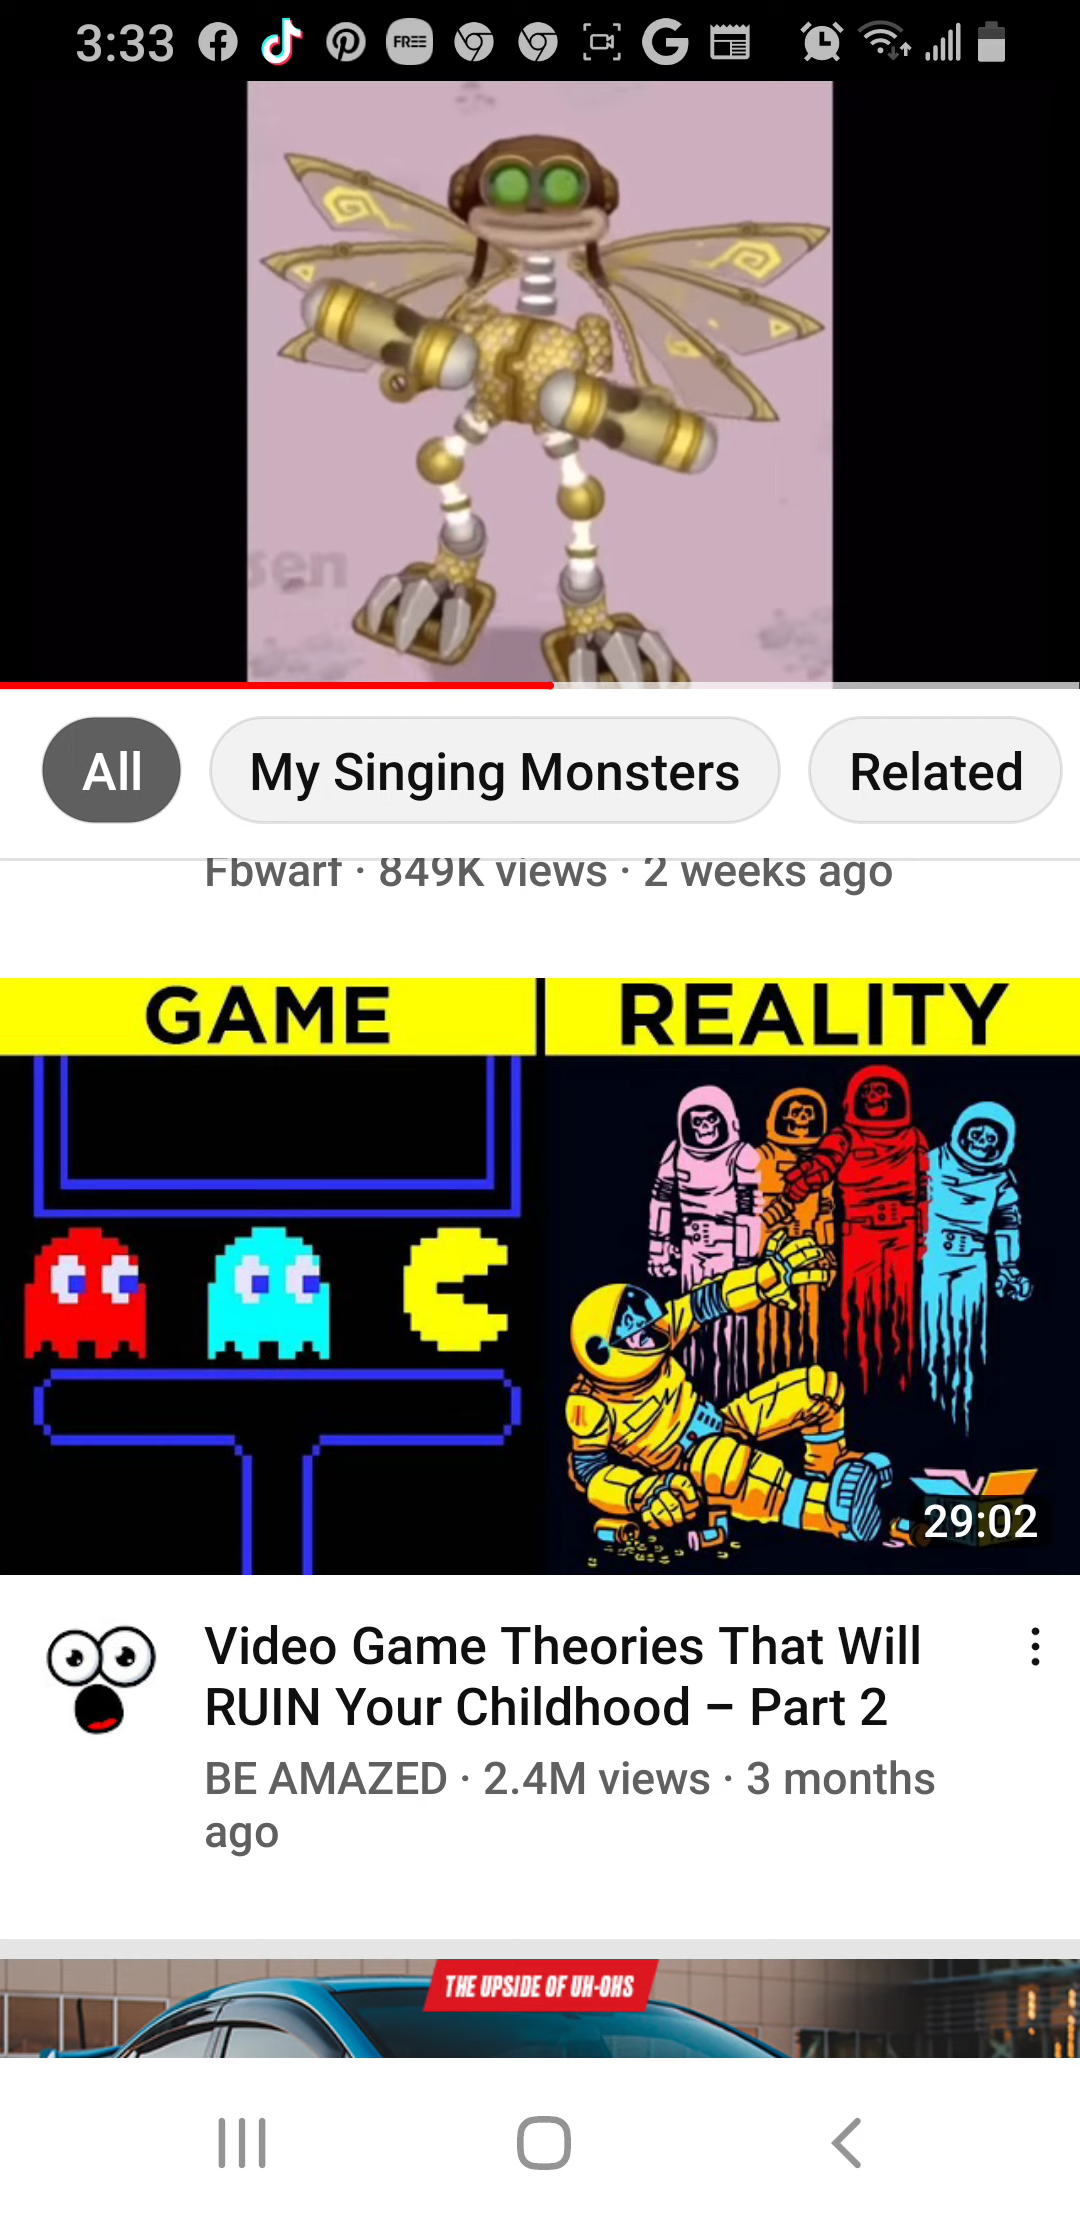 3:33 FREE
sen
All My Singing Monsters Related
Fbwart · 849K views · 2 weeks ago
GAME REALITY
29:02
Video Game Theories That Will
RUIN Your Childhood – Part 2
BE AMAZED · 2.4M views · 3 months
ago
THE UPSIDE OF UH-OHS